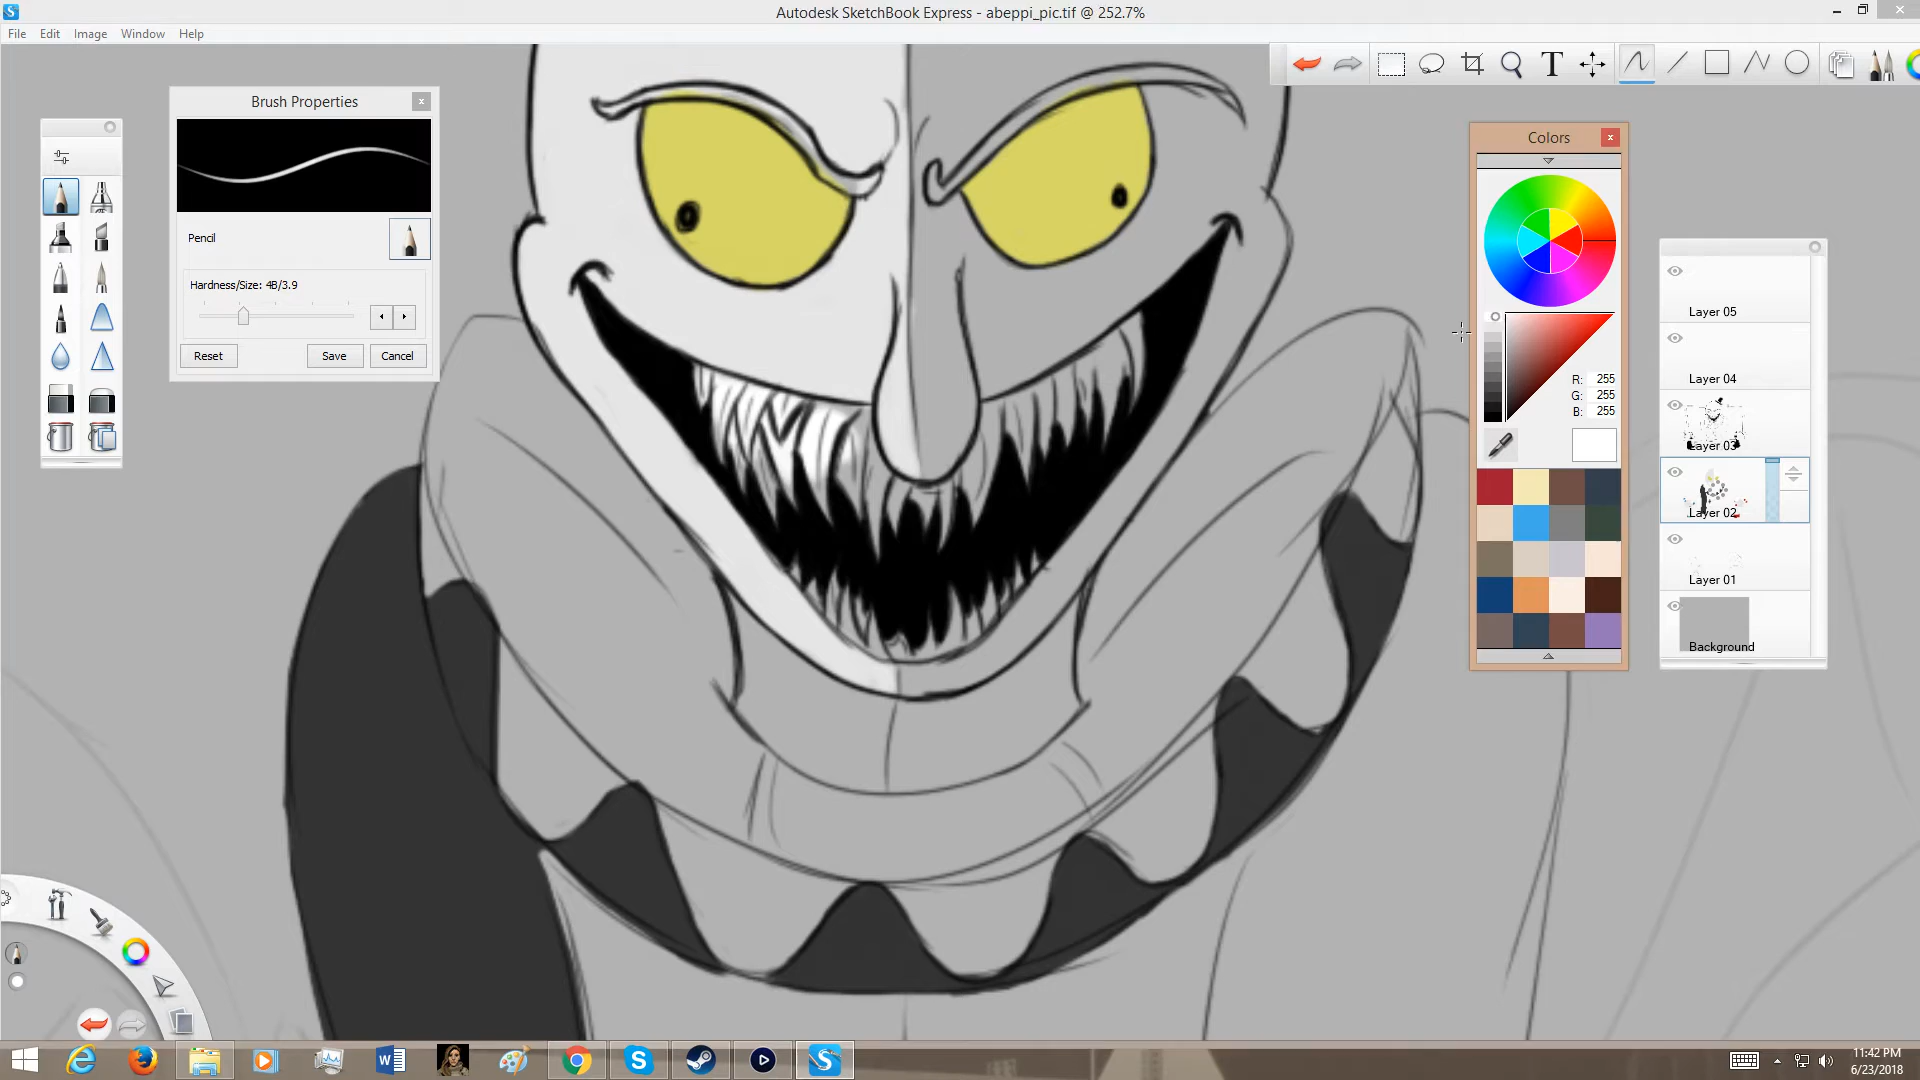 Autodesk SketchBook Express - abeppi_pic.tif @ 252.7%
File Edit Image Window Help
Brush Properties
Pencil
Hardness/Size: 4B/3.9
Reset Save Cancel
T
Colors
R: 255
G: 255
B: 255
Layer 05
Layer 04
Layer 03
Layer 02
Layer 01
Background
11:42 PM
6/23/2018